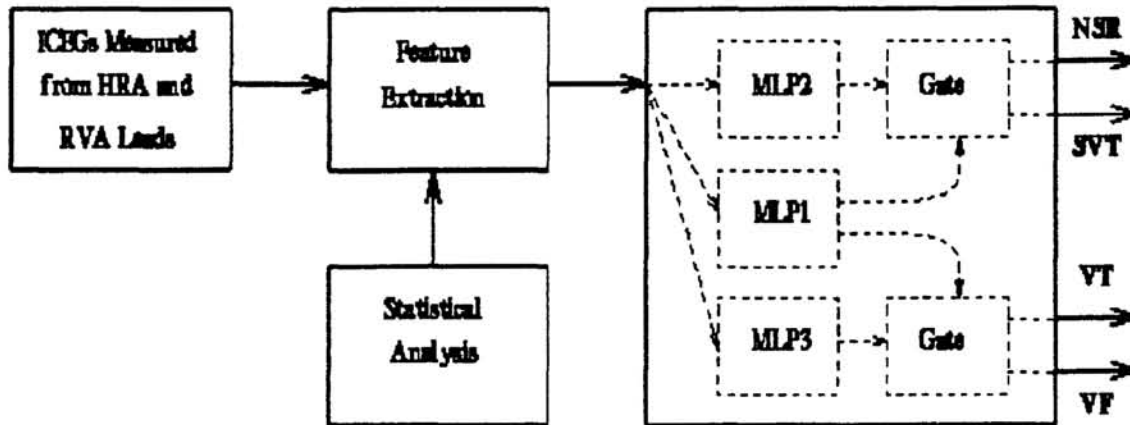 ICEGs Measured
from HRA and
RVA Leads
Feature
Extraction
Statistical
Analysis
MLP2
Gate
MLP1
MLP3
Gate
NSR
SVT
VT
VF